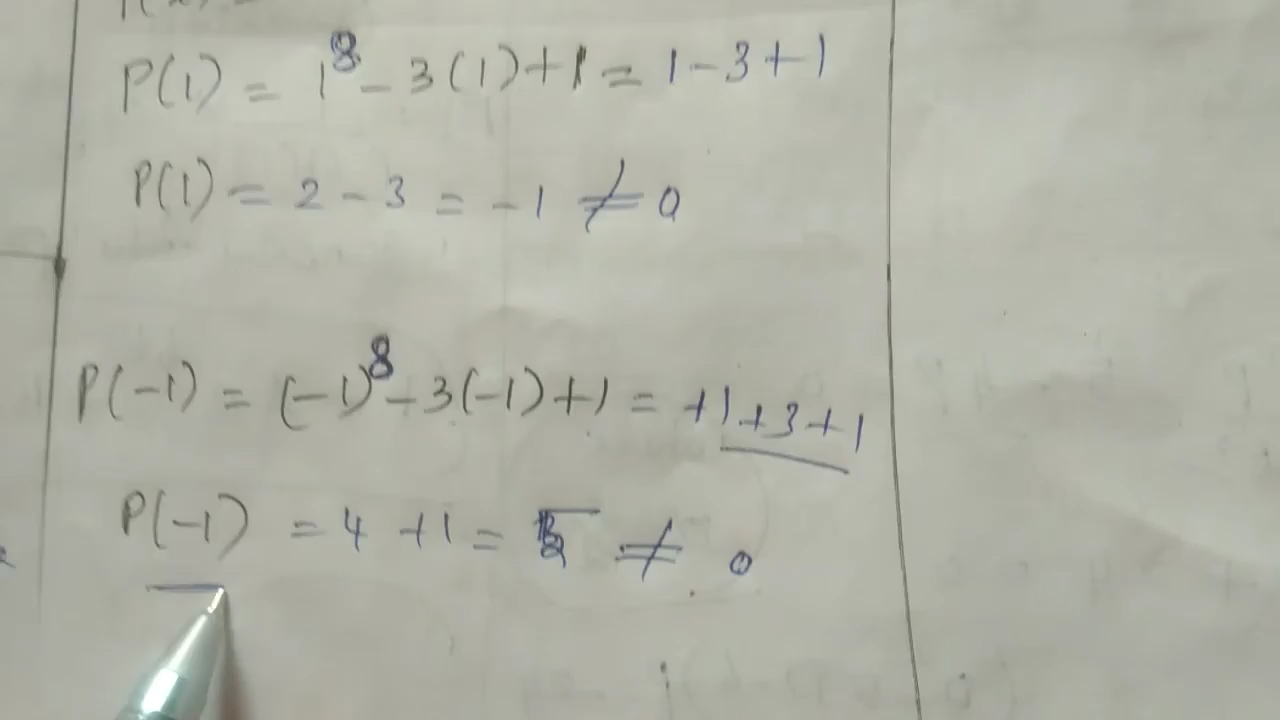 P(1) = 1⁸ - 3(1)+1 = 1-3+1
P(1) = 2 - 3 = -1 ≠ 0
P(-1) = (-1)⁸ - 3(-1)+1 = +1+3+1
P(-1) = 4 +1 = 5 ≠ 0